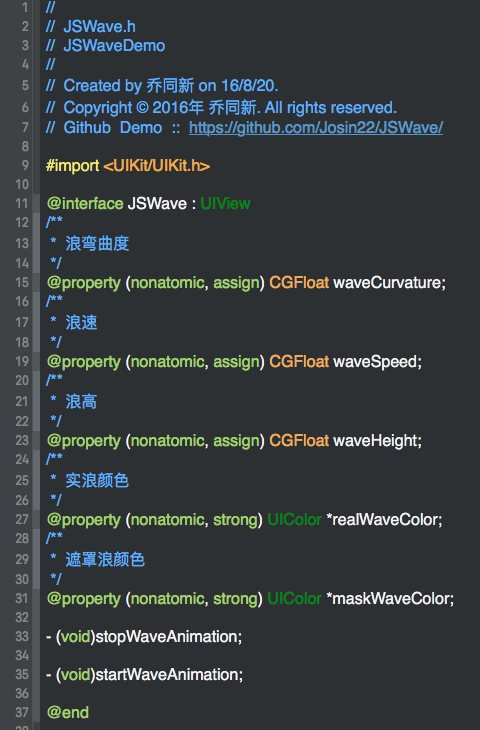 1 //
2 // JSWave.h
3 // JSWaveDemo
4 //
5 // Created by 乔同新 on 16/8/20.
6 // Copyright © 2016年 乔同新. All rights reserved.
7 // Github Demo :: https://github.com/Josin22/JSWave/
8
9 #import <UIKit/UIKit.h>
10
11 @interface JSWave : UIView
12 /**
13 * 浪弯曲度
14 */
15 @property (nonatomic, assign) CGFloat waveCurvature;
16 /**
17 * 浪速
18 */
19 @property (nonatomic, assign) CGFloat waveSpeed;
20 /**
21 * 浪高
22 */
23 @property (nonatomic, assign) CGFloat waveHeight;
24 /**
25 * 实浪颜色
26 */
27 @property (nonatomic, strong) UIColor *realWaveColor;
28 /**
29 * 遮罩浪颜色
30 */
31 @property (nonatomic, strong) UIColor *maskWaveColor;
32
33 - (void)stopWaveAnimation;
34
35 - (void)startWaveAnimation;
36
37 @end